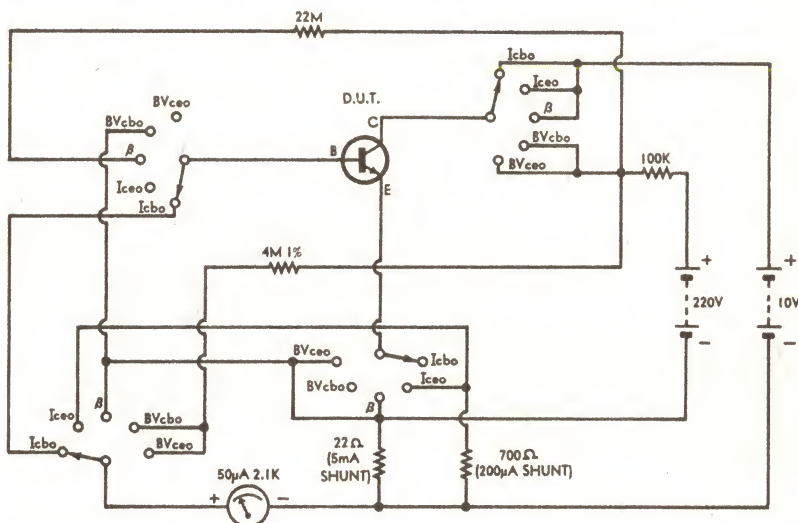 22M
Icbo
D.U.T.
Iceo
BVceo
C
β
BVcbo
BVcbo
β
B
BVceo
100K
Iceo
E
Icbo
4M 1%
+
+
220V
10V
−
−
BVceo
Icbo
Iceo
BVcbo
Iceo
β
β
BVcbo
Icbo
BVceo
22Ω
(5mA
SHUNT)
700Ω
(200µA SHUNT)
50µA 2.1K
+
−